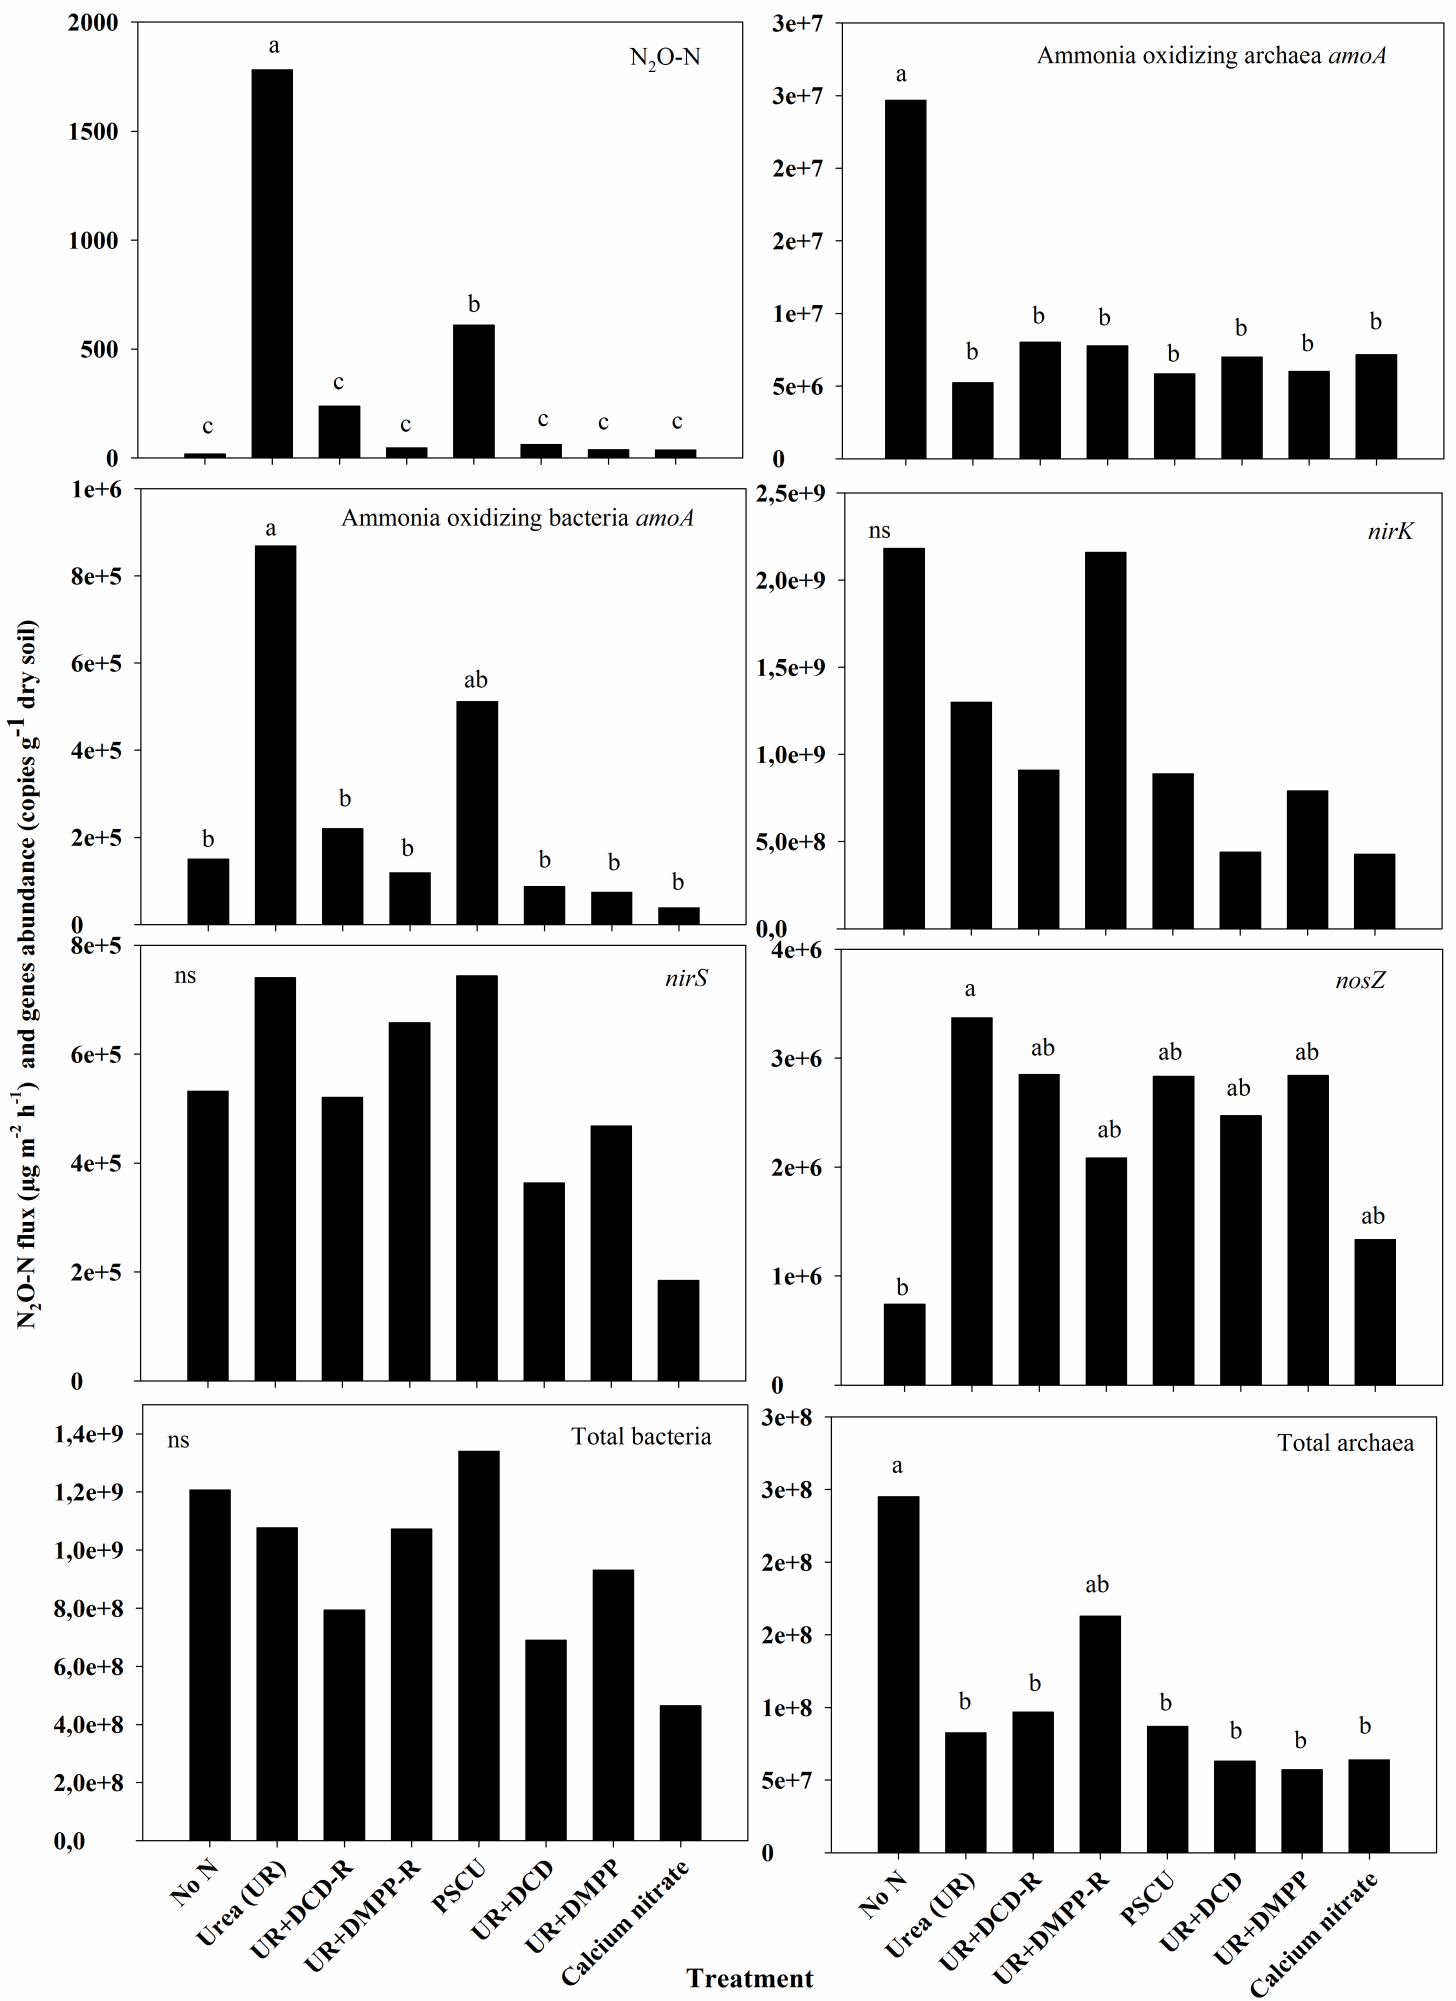 N₂O-N flux (µg m⁻² h⁻¹) and genes abundance (copies g⁻¹ dry soil)
N₂O-N
2000
1500
1000
500
0
c
a
c
c
b
c
c
c
Ammonia oxidizing archaea amoA
3e+7
3e+7
2e+7
2e+7
1e+7
5e+6
0
a
b
b
b
b
b
b
b
Ammonia oxidizing bacteria amoA
1e+6
8e+5
6e+5
4e+5
2e+5
0
b
a
b
b
ab
b
b
b
nirK
ns
2,5e+9
2,0e+9
1,5e+9
1,0e+9
5,0e+8
0,0
nirS
ns
8e+5
6e+5
4e+5
2e+5
0
nosZ
4e+6
3e+6
2e+6
1e+6
0
b
a
ab
ab
ab
ab
ab
ab
Total bacteria
ns
1,4e+9
1,2e+9
1,0e+9
8,0e+8
6,0e+8
4,0e+8
2,0e+8
0,0
No N
Urea (UR)
UR+DCD-R
UR+DMPP-R
PSCU
UR+DCD
UR+DMPP
Calcium nitrate
Total archaea
3e+8
3e+8
2e+8
2e+8
1e+8
5e+7
0
a
b
b
ab
b
b
b
b
No N
Urea (UR)
UR+DCD-R
UR+DMPP-R
PSCU
UR+DCD
UR+DMPP
Calcium nitrate
Treatment